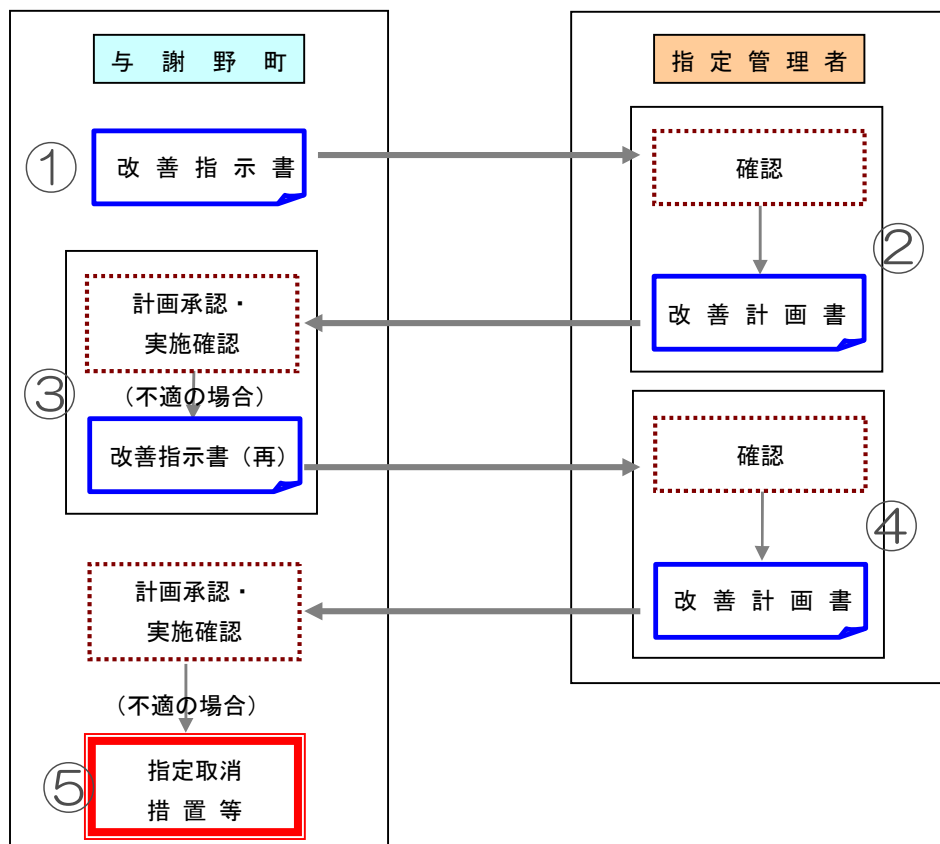 与謝野町
指定管理者
①
改善指示書
確認
②
改善計画書
計画承認・
実施確認
③
（不適の場合）
改善指示書（再）
確認
④
改善計画書
計画承認・
実施確認
（不適の場合）
⑤
指定取消
措置等